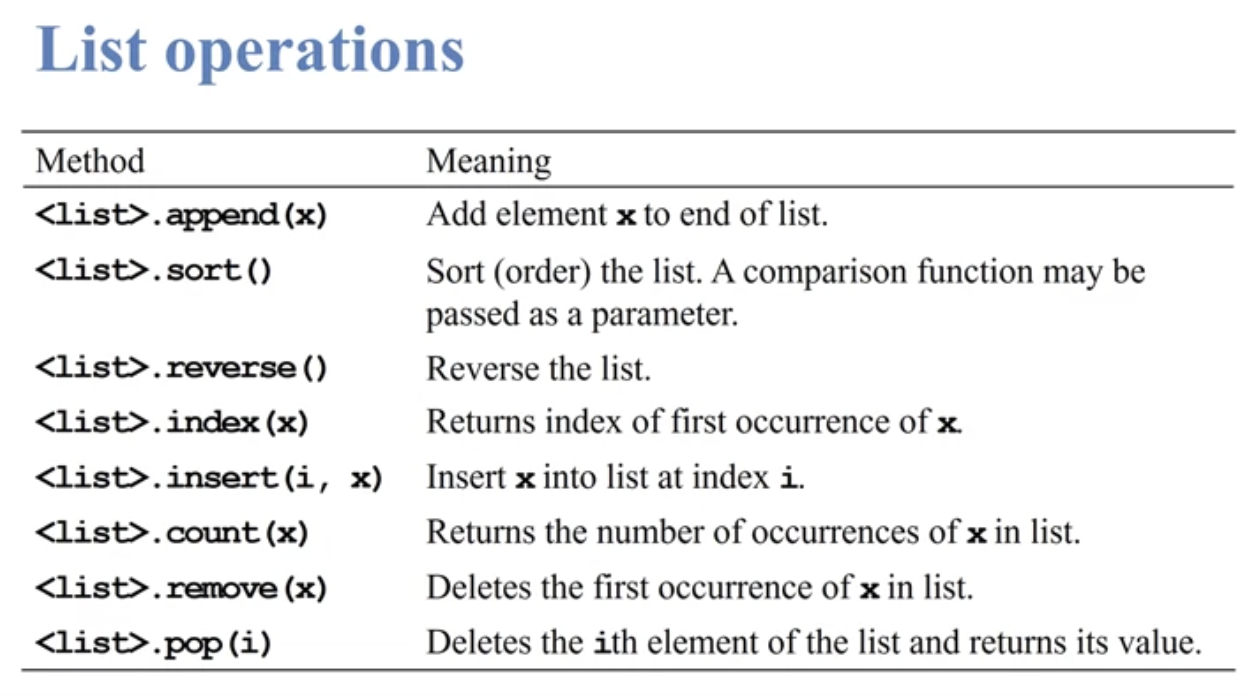 List operations
Method Meaning
<list>.append(x) Add element x to end of list.
<list>.sort() Sort (order) the list. A comparison function may be
passed as a parameter.
<list>.reverse() Reverse the list.
<list>.index(x) Returns index of first occurrence of x.
<list>.insert(i, x) Insert x into list at index i.
<list>.count(x) Returns the number of occurrences of x in list.
<list>.remove(x) Deletes the first occurrence of x in list.
<list>.pop(i) Deletes the ith element of the list and returns its value.